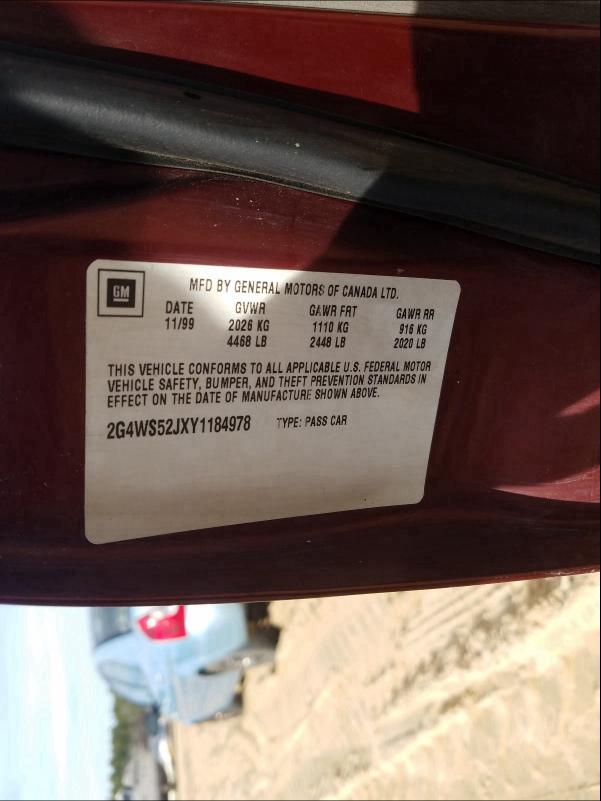 GM
MFD BY GENERAL MOTORS OF CANADA LTD.
DATE GVWR GAWR FRT GAWR RR
11/99 2026 KG 1110 KG 916 KG
4468 LB 2448 LB 2020 LB
THIS VEHICLE CONFORMS TO ALL APPLICABLE U.S. FEDERAL MOTOR
VEHICLE SAFETY, BUMPER, AND THEFT PREVENTION STANDARDS IN
EFFECT ON THE DATE OF MANUFACTURE SHOWN ABOVE.
2G4WS52JXY1184978 TYPE: PASS CAR